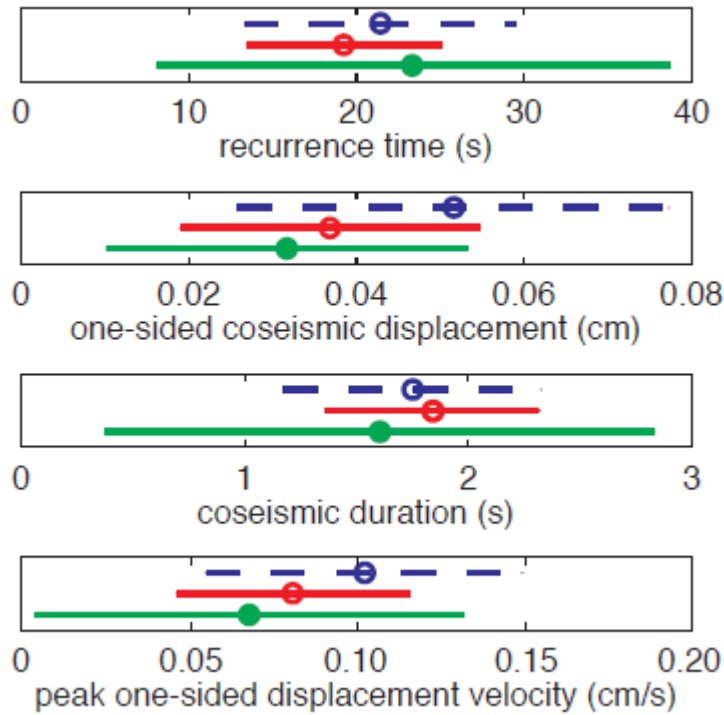 0 10 20 30 40
recurrence time (s)
0 0.02 0.04 0.06 0.08
one-sided coseismic displacement (cm)
0 1 2 3
coseismic duration (s)
0 0.05 0.10 0.15 0.20
peak one-sided displacement velocity (cm/s)